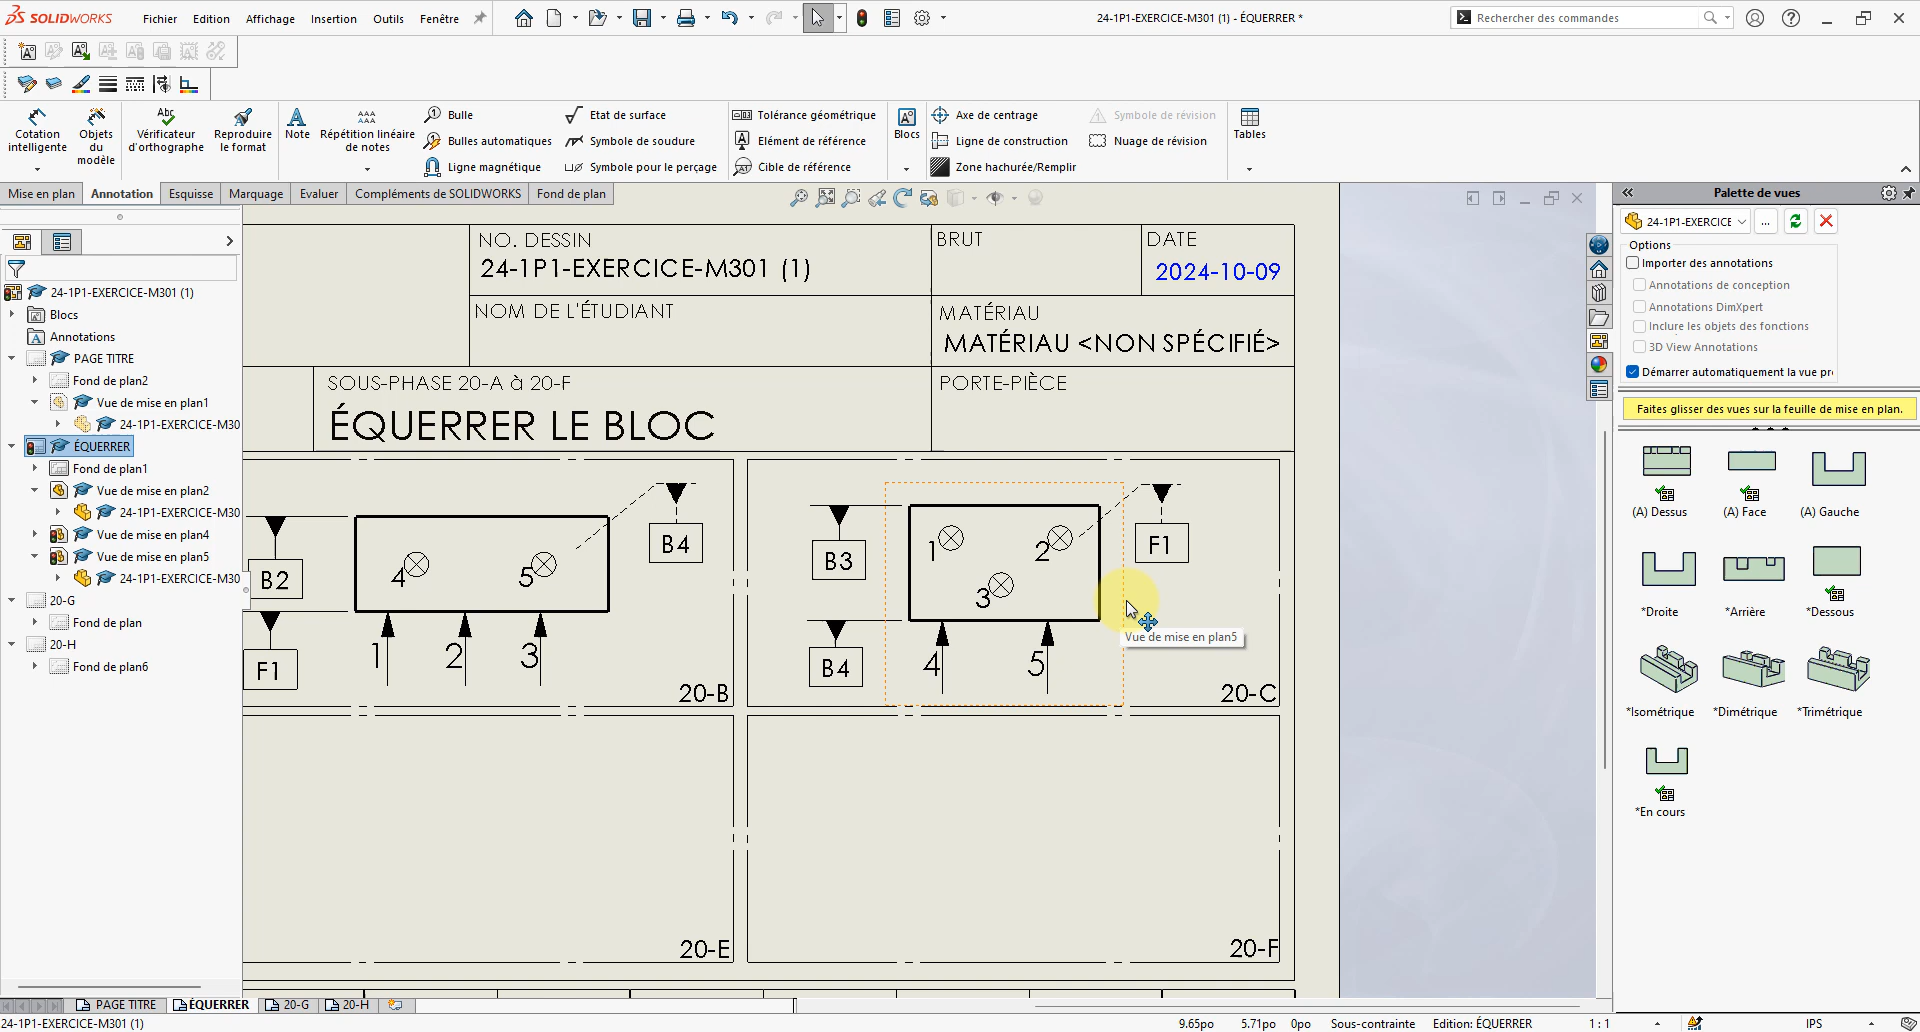 SOLIDWORKS
Fichier Edition Affichage Insertion Outils Fenêtre
24-1P1-EXERCICE-M301 (1) - ÉQUERRER *
Rechercher des commandes
Cotation intelligente
Objets du modèle
Abc
Vérificateur d'orthographe
Reproduire le format
Note
Répétition linéaire de notes
Bulle
Bulles automatiques
Ligne magnétique
Etat de surface
Symbole de soudure
Symbole pour le perçage
Tolérance géométrique
Elément de référence
Cible de référence
Blocs
Axe de centrage
Ligne de construction
Zone hachurée/Remplir
Symbole de révision
Nuage de révision
Tables
Mise en plan Annotation Esquisse Marquage Evaluer Compléments de SOLIDWORKS Fond de plan
24-1P1-EXERCICE-M301 (1)
Blocs
Annotations
PAGE TITRE
Fond de plan2
Vue de mise en plan1
24-1P1-EXERCICE-M30
ÉQUERRER
Fond de plan1
Vue de mise en plan2
24-1P1-EXERCICE-M30
Vue de mise en plan4
Vue de mise en plan5
24-1P1-EXERCICE-M30
20-G
Fond de plan
20-H
Fond de plan6
NO. DESSIN
24-1P1-EXERCICE-M301 (1)
BRUT
DATE
2024-10-09
NOM DE L'ÉTUDIANT
MATÉRIAU
MATÉRIAU <NON SPÉCIFIÉ>
SOUS-PHASE 20-A à 20-F
ÉQUERRER LE BLOC
PORTE-PIÈCE
B2
F1
4
5
B4
1
2
3
20-B
B3
B4
1
2
3
F1
4
5
20-C
Vue de mise en plan5
20-E
20-F
Palette de vues
24-1P1-EXERCICE
...
Options
Importer des annotations
Annotations de conception
Annotations DimXpert
Inclure les objets des fonctions
3D View Annotations
Démarrer automatiquement la vue pr
Faites glisser des vues sur la feuille de mise en plan.
(A) Dessus
(A) Face
(A) Gauche
*Droite
*Arrière
*Dessous
*Isométrique
*Dimétrique
*Trimétrique
*En cours
PAGE TITRE ÉQUERRER 20-G 20-H
24-1P1-EXERCICE-M301 (1)
9.65po 5.71po 0po Sous-contrainte Edition: ÉQUERRER 1 : 1 IPS